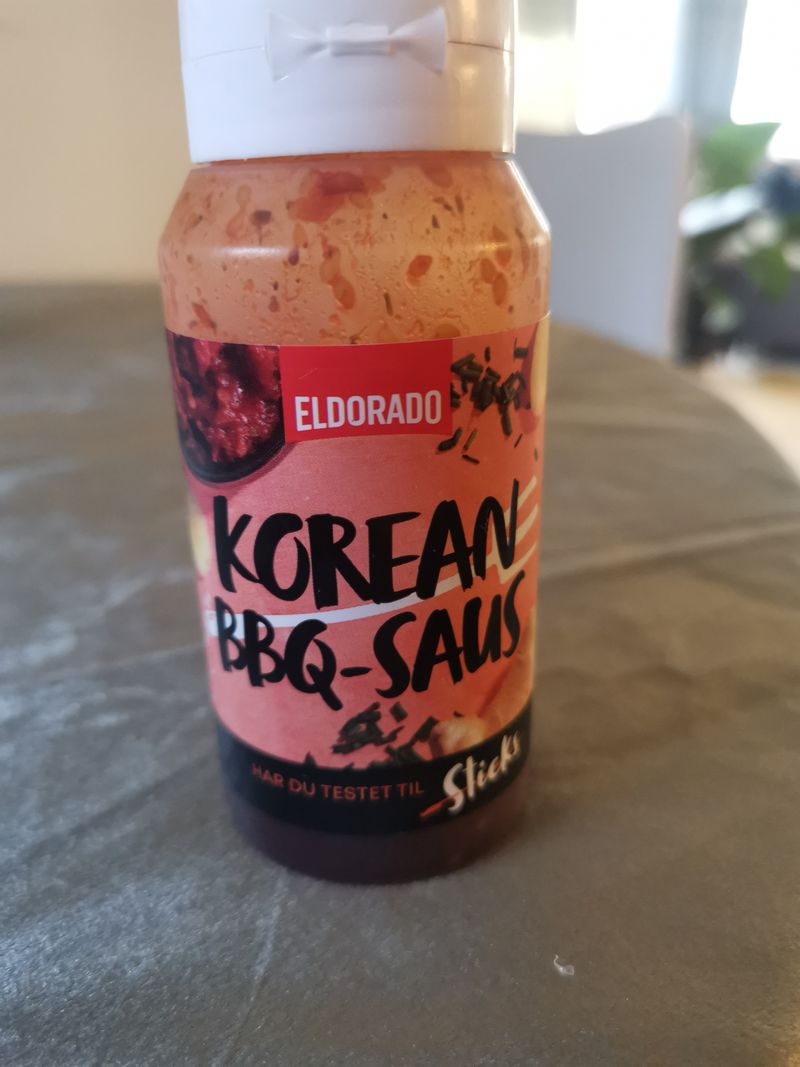 ELDORADO
KOREAN
BBQ-SAUS
HAR DU TESTET TIL Sticks